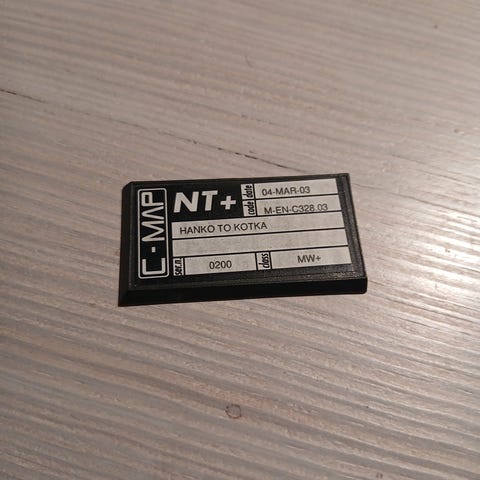 C-MAP
NT+
date 04-MAR-03
code M-EN-C328.03
HANKO TO KOTKA
ser.n 0200 class MW+